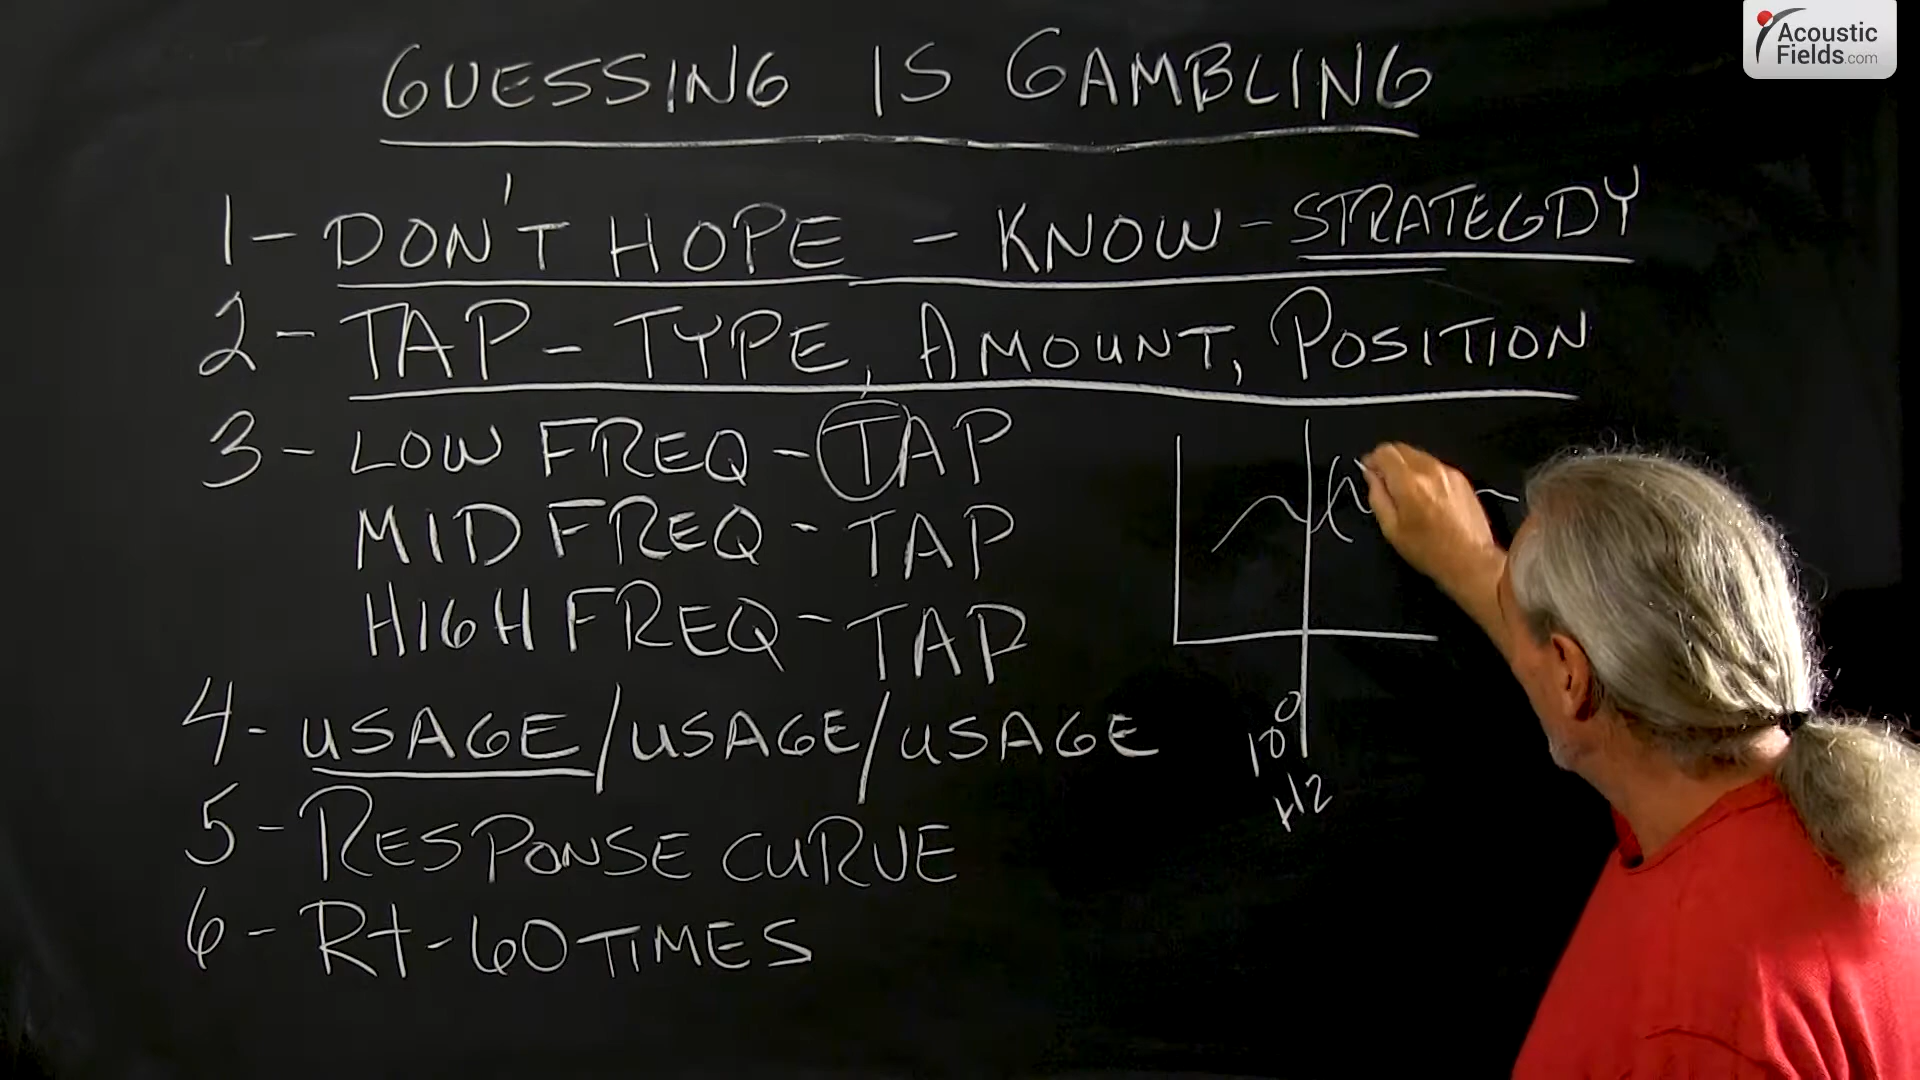 GUESSING IS GAMBLING
1- DON'T HOPE - KNOW - STRATEGDY
2- TAP - TYPE, AMOUNT, POSITION
3- LOW FREQ - TAP
MID FREQ - TAP
HIGH FREQ - TAP
4- USAGE/USAGE/USAGE
5- RESPONSE CURVE
6- Rt-60 TIMES
100
Hz
Acoustic
Fields.com